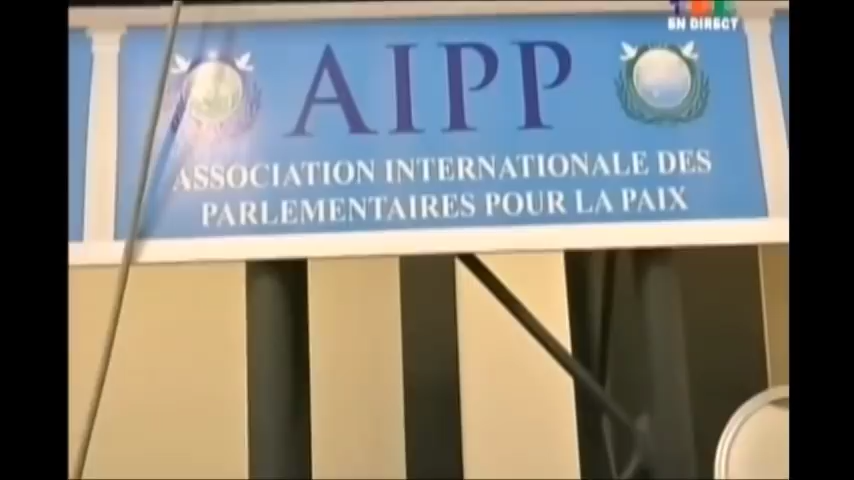 EN DIRECT
AIPP
ASSOCIATION INTERNATIONALE DES
PARLEMENTAIRES POUR LA PAIX